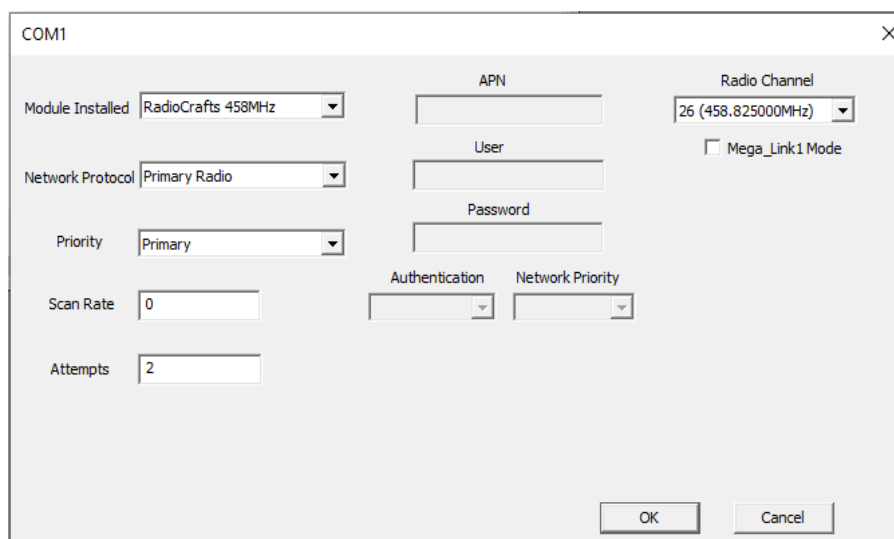 COM1
APN
Radio Channel
Module Installed RadioCrafts 458MHz
26 (458.825000MHz)
User
Mega_Link1 Mode
Network Protocol Primary Radio
Password
Priority Primary
Authentication Network Priority
Scan Rate 0
Attempts 2
OK Cancel